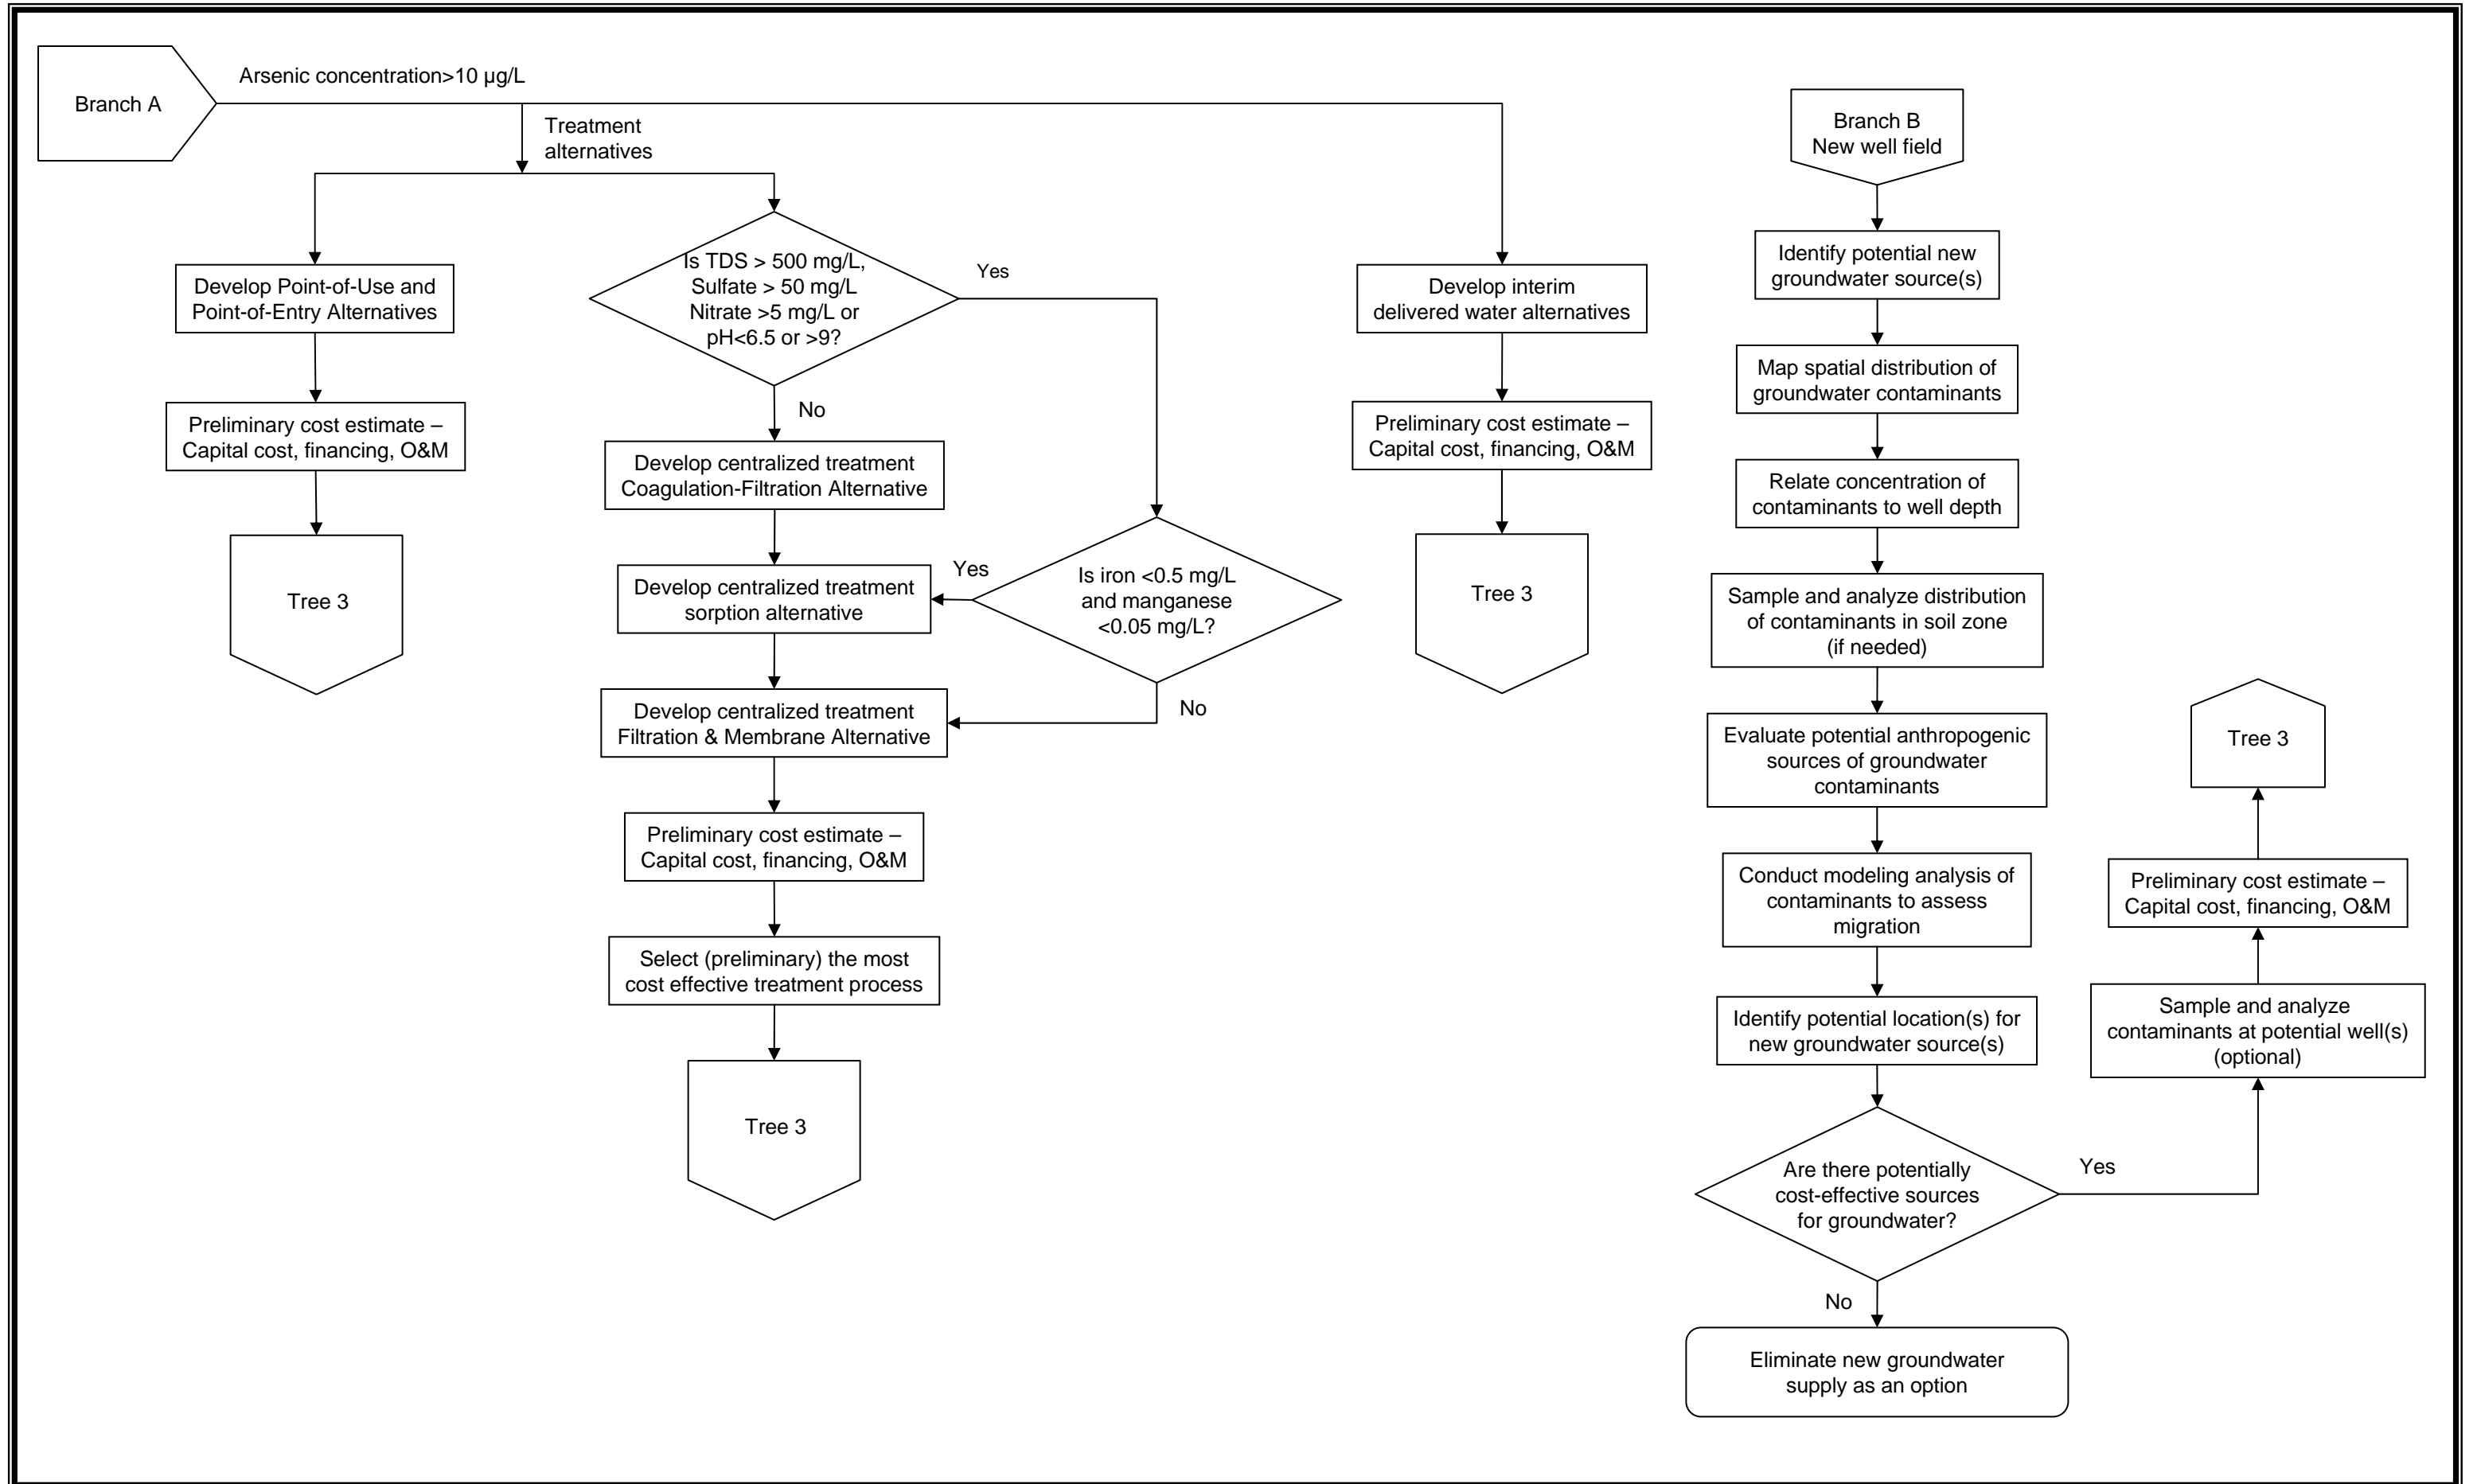 Branch A
Arsenic concentration>10 µg/L
Treatment
alternatives
Develop Point-of-Use and
Point-of-Entry Alternatives
Preliminary cost estimate –
Capital cost, financing, O&M
Tree 3
Is TDS > 500 mg/L,
Sulfate > 50 mg/L
Nitrate >5 mg/L or
pH<6.5 or >9?
Yes
No
Develop centralized treatment
Coagulation-Filtration Alternative
Develop centralized treatment
sorption alternative
Yes
Is iron <0.5 mg/L
and manganese
<0.05 mg/L?
No
Develop centralized treatment
Filtration & Membrane Alternative
Preliminary cost estimate –
Capital cost, financing, O&M
Select (preliminary) the most
cost effective treatment process
Tree 3
Develop interim
delivered water alternatives
Preliminary cost estimate –
Capital cost, financing, O&M
Tree 3
Branch B
New well field
Identify potential new
groundwater source(s)
Map spatial distribution of
groundwater contaminants
Relate concentration of
contaminants to well depth
Sample and analyze distribution
of contaminants in soil zone
(if needed)
Evaluate potential anthropogenic
sources of groundwater
contaminants
Conduct modeling analysis of
contaminants to assess
migration
Identify potential location(s) for
new groundwater source(s)
Are there potentially
cost-effective sources
for groundwater?
Yes
No
Eliminate new groundwater
supply as an option
Sample and analyze
contaminants at potential well(s)
(optional)
Preliminary cost estimate –
Capital cost, financing, O&M
Tree 3